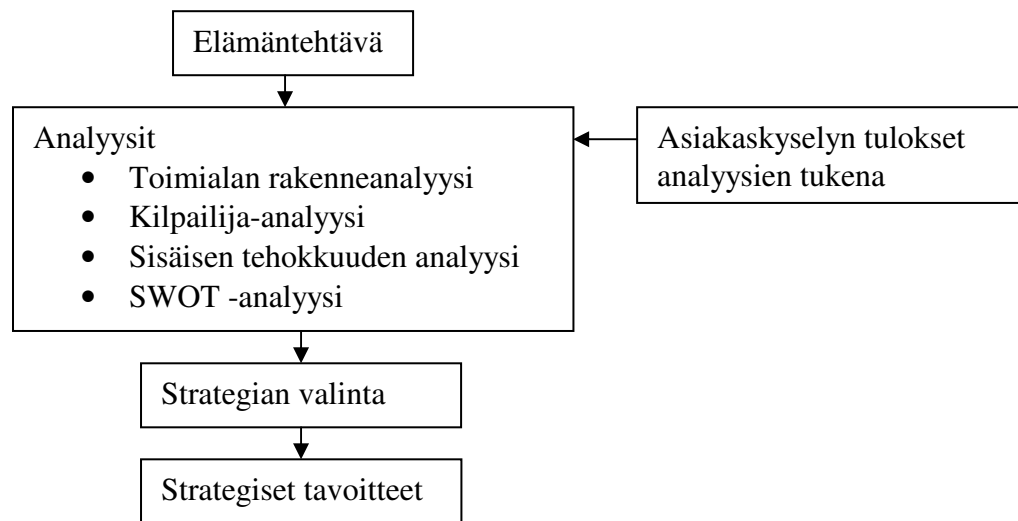 Elämäntehtävä
Analyysit
• Toimialan rakenneanalyysi
• Kilpailija-analyysi
• Sisäisen tehokkuuden analyysi
• SWOT -analyysi
Asiakaskyselyn tulokset
analyysien tukena
Strategian valinta
Strategiset tavoitteet